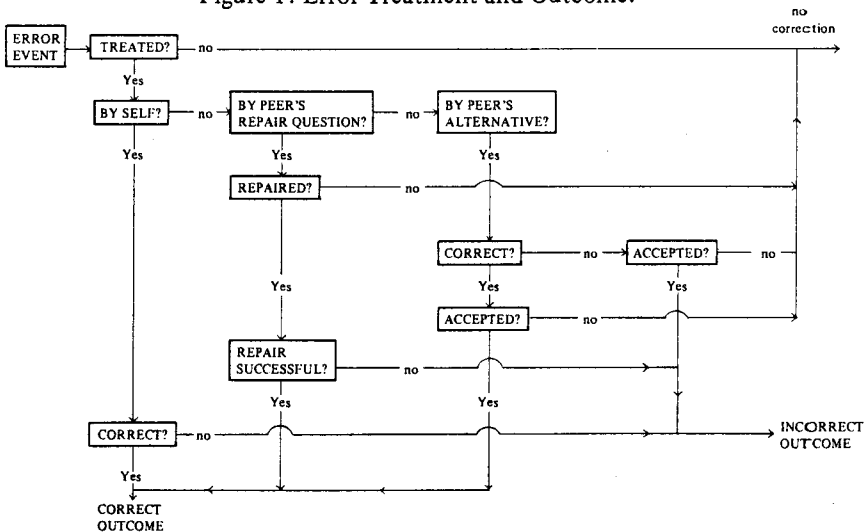 Figure 1: Error Treatment and Outcome.
no
correction
ERROR
EVENT
TREATED?
no
Yes
BY SELF?
no
BY PEER'S
REPAIR QUESTION?
no
BY PEER'S
ALTERNATIVE?
Yes
Yes
Yes
REPAIRED?
no
CORRECT?
no
ACCEPTED?
no
Yes
Yes
Yes
ACCEPTED?
no
REPAIR
SUCCESSFUL?
no
Yes
Yes
CORRECT?
no
INCORRECT
OUTCOME
Yes
CORRECT
OUTCOME